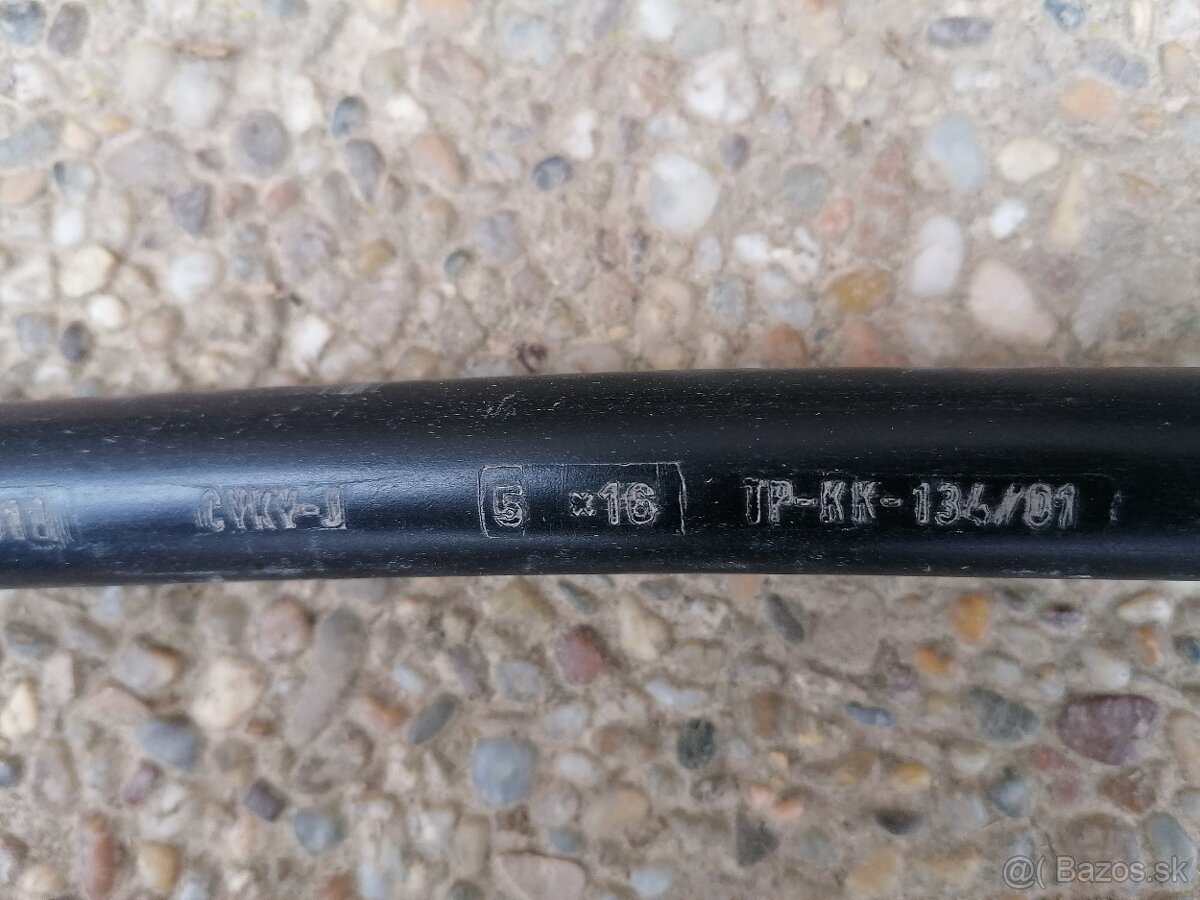 CYKY-J 5 x16 TP-KK-134/01
@( Bazos.sk